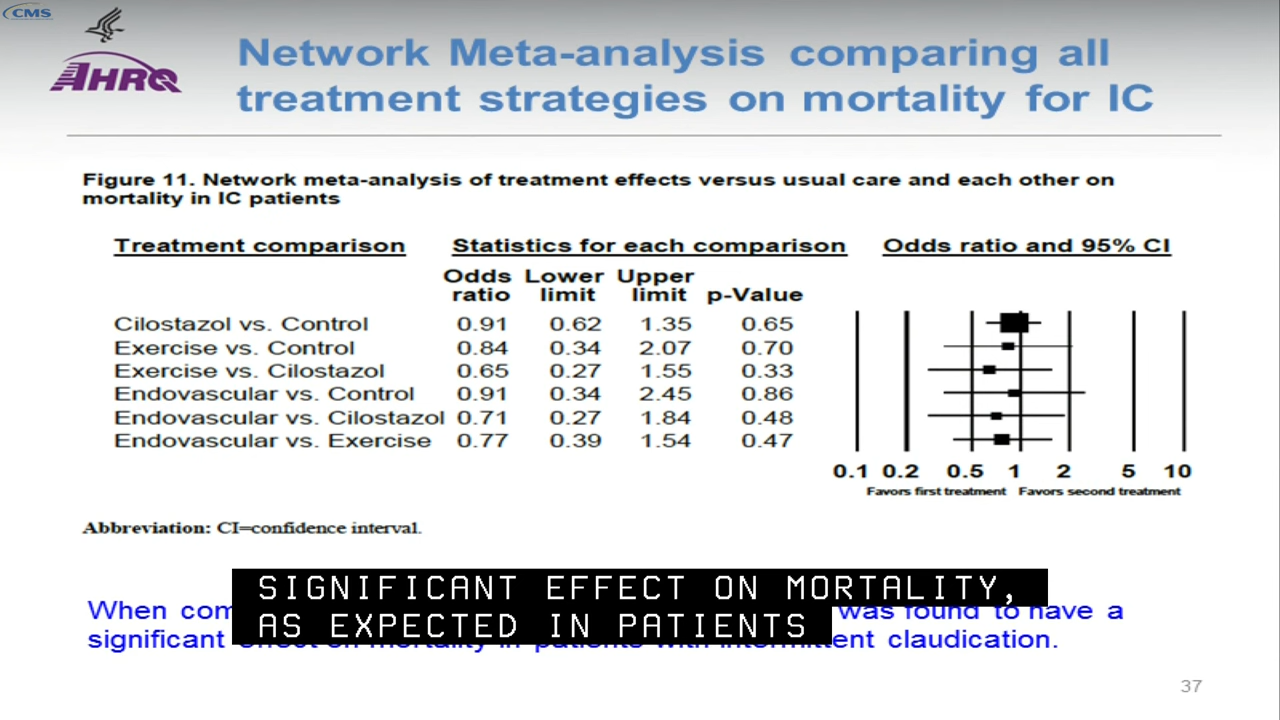 CMS
AHRQ
Network Meta-analysis comparing all
treatment strategies on mortality for IC
Figure 11. Network meta-analysis of treatment effects versus usual care and each other on
mortality in IC patients
Treatment comparison Statistics for each comparison Odds ratio and 95% CI
Odds Lower Upper
ratio limit limit p-Value
Cilostazol vs. Control 0.91 0.62 1.35 0.65
Exercise vs. Control 0.84 0.34 2.07 0.70
Exercise vs. Cilostazol 0.65 0.27 1.55 0.33
Endovascular vs. Control 0.91 0.34 2.45 0.86
Endovascular vs. Cilostazol 0.71 0.27 1.84 0.48
Endovascular vs. Exercise 0.77 0.39 1.54 0.47
0.1 0.2 0.5 1 2 5 10
Favors first treatment Favors second treatment
Abbreviation: CI=confidence interval.
SIGNIFICANT EFFECT ON MORTALITY,
AS EXPECTED IN PATIENTS
When was found to have a
significant effect on mortality in patients with intermittent claudication.
37